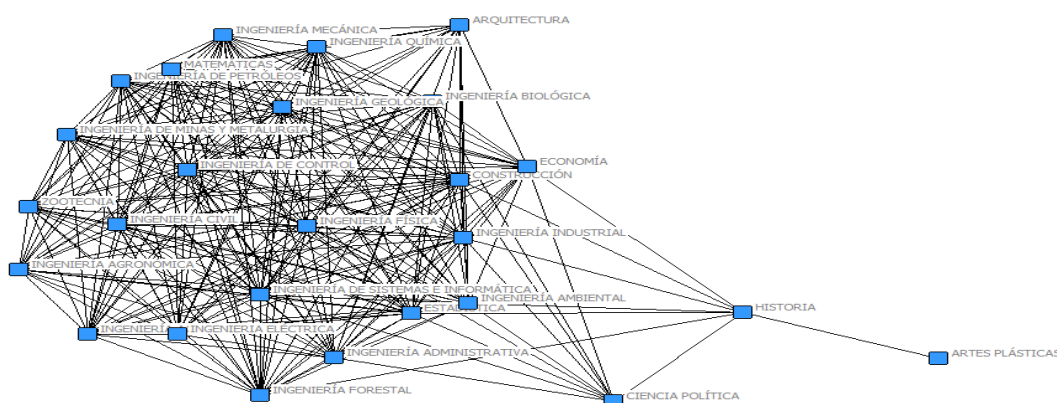 ARQUITECTURA
INGENIERÍA MECÁNICA
INGENIERÍA QUÍMICA
MATEMATICAS
INGENIERÍA DE PETRÓLEOS
INGENIERÍA BIOLÓGICA
INGENIERÍA GEOLÓGICA
INGENIERÍA DE MINAS Y METALURGIA
INGENIERÍA DE CONTROL
ECONOMÍA
CONSTRUCCIÓN
ZOOTECNIA
INGENIERÍA CIVIL
INGENIERÍA FÍSICA
INGENIERÍA INDUSTRIAL
INGENIERÍA AGRONÓMICA
INGENIERÍA DE SISTEMAS E INFORMÁTICA
INGENIERÍA AMBIENTAL
ESTADÍSTICA
HISTORIA
INGENIERÍA
INGENIERIA ELÉCTRICA
INGENIERÍA ADMINISTRATIVA
ARTES PLÁSTICAS
INGENIERÍA FORESTAL
CIENCIA POLÍTICA